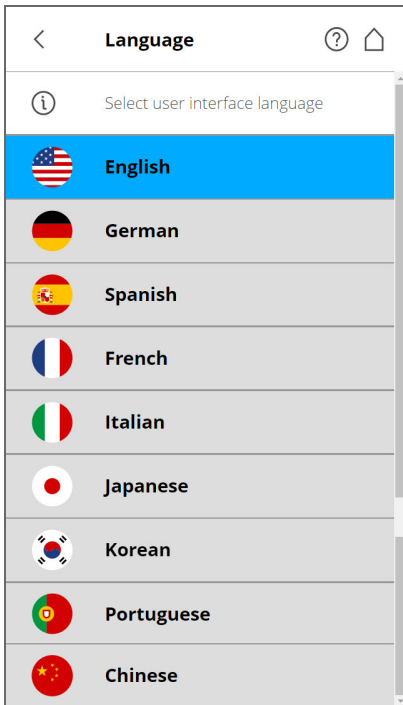 Language
Select user interface language
English
German
Spanish
French
Italian
Japanese
Korean
Portuguese
Chinese